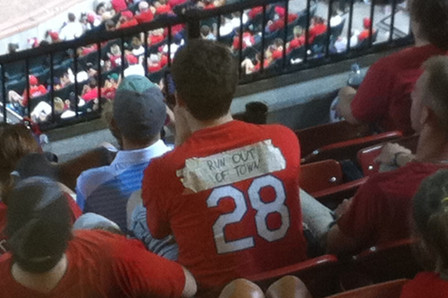 RUN OUT
OF TOWN
28